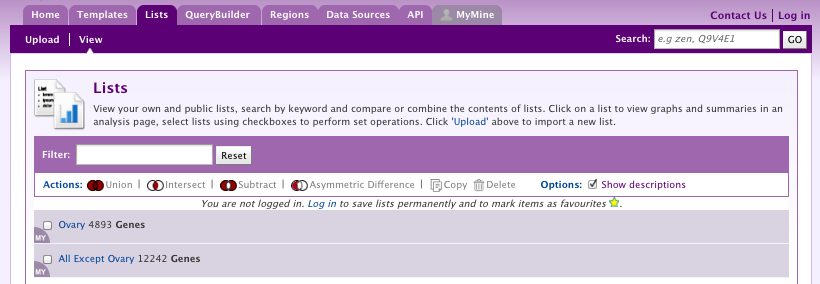 Home Templates Lists QueryBuilder Regions Data Sources API MyMine
Contact Us | Log in
Upload | View
Search: e.g zen, Q9V4E1 GO
Lists
View your own and public lists, search by keyword and compare or combine the contents of lists. Click on a list to view graphs and summaries in an
analysis page, select lists using checkboxes to perform set operations. Click 'Upload' above to import a new list.
Filter: Reset
Actions: Union | Intersect | Subtract | Asymmetric Difference | Copy Delete Options: Show descriptions
You are not logged in. Log in to save lists permanently and to mark items as favourites .
Ovary 4893 Genes
MY
All Except Ovary 12242 Genes
MY